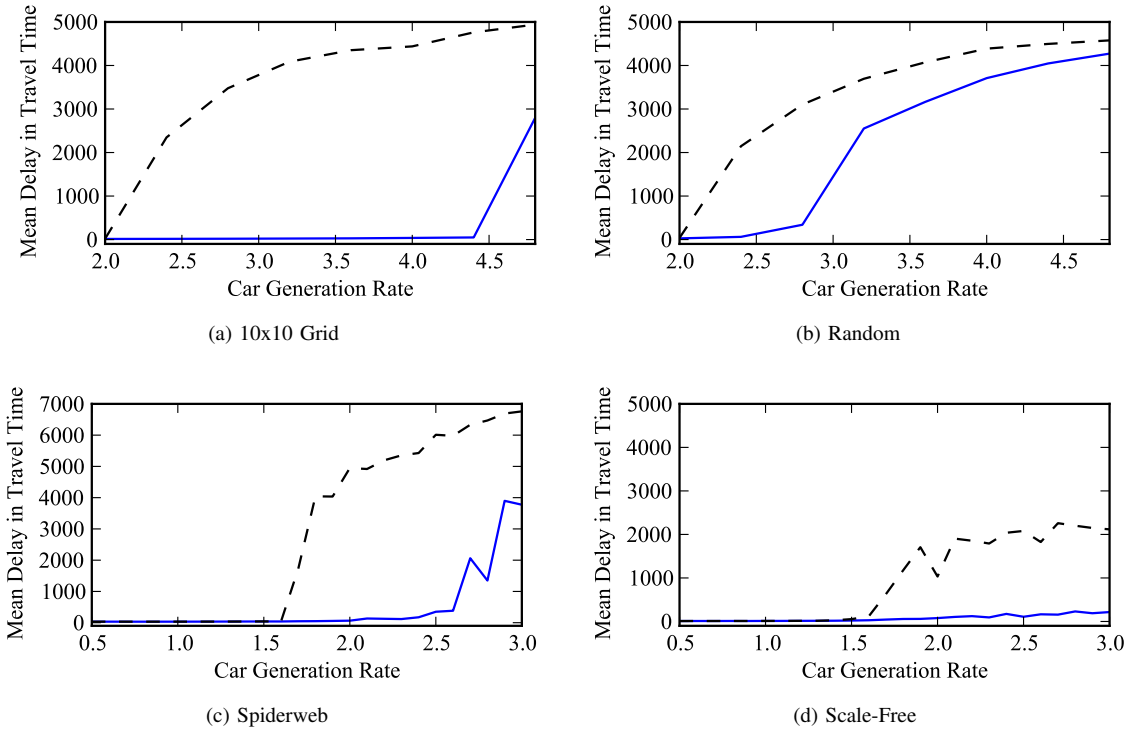 Mean Delay in Travel Time
5000
4000
3000
2000
1000
0
2.0 2.5 3.0 3.5 4.0 4.5
Car Generation Rate
(a) 10x10 Grid
Mean Delay in Travel Time
5000
4000
3000
2000
1000
0
2.0 2.5 3.0 3.5 4.0 4.5
Car Generation Rate
(b) Random
Mean Delay in Travel Time
7000
6000
5000
4000
3000
2000
1000
0
0.5 1.0 1.5 2.0 2.5 3.0
Car Generation Rate
(c) Spiderweb
Mean Delay in Travel Time
5000
4000
3000
2000
1000
0
0.5 1.0 1.5 2.0 2.5 3.0
Car Generation Rate
(d) Scale-Free